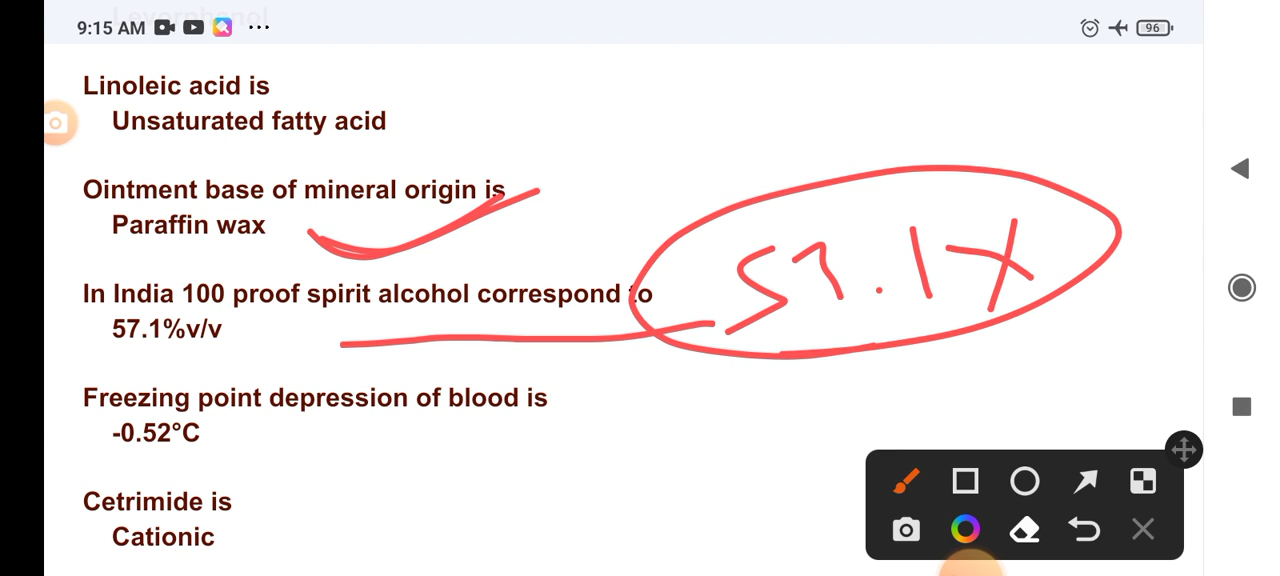 Levorphanol
9:15 AM ... 96
Linoleic acid is
Unsaturated fatty acid
Ointment base of mineral origin is
Paraffin wax
In India 100 proof spirit alcohol correspond to
57.1%v/v
57.1
Freezing point depression of blood is
-0.52°C
Cetrimide is
Cationic